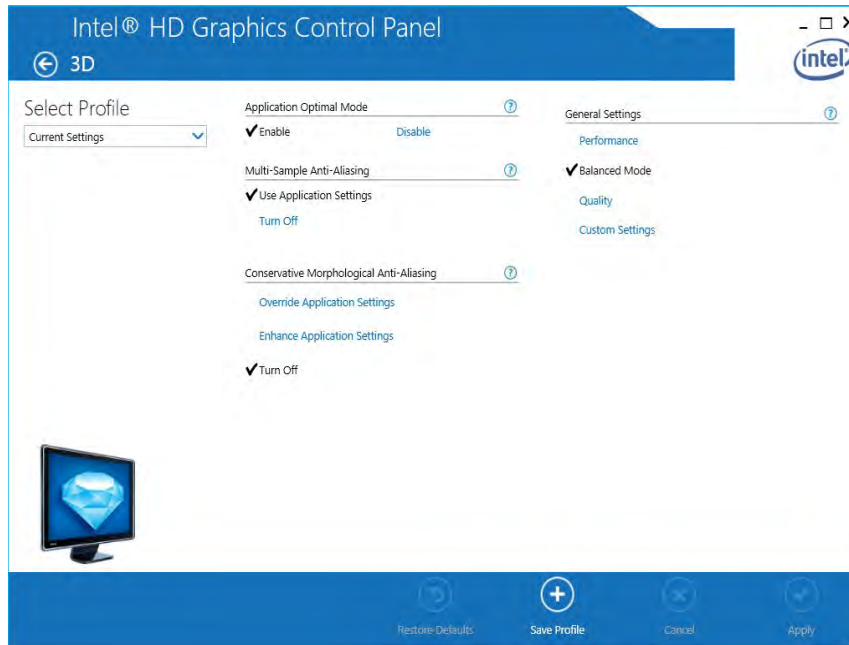 Intel® HD Graphics Control Panel
3D
intel
Select Profile
Current Settings
Application Optimal Mode
?
Enable
Disable
Multi-Sample Anti-Aliasing
?
Use Application Settings
Turn Off
Conservative Morphological Anti-Aliasing
?
Override Application Settings
Enhance Application Settings
Turn Off
General Settings
?
Performance
Balanced Mode
Quality
Custom Settings
Restore Defaults
Save Profile
Cancel
Apply